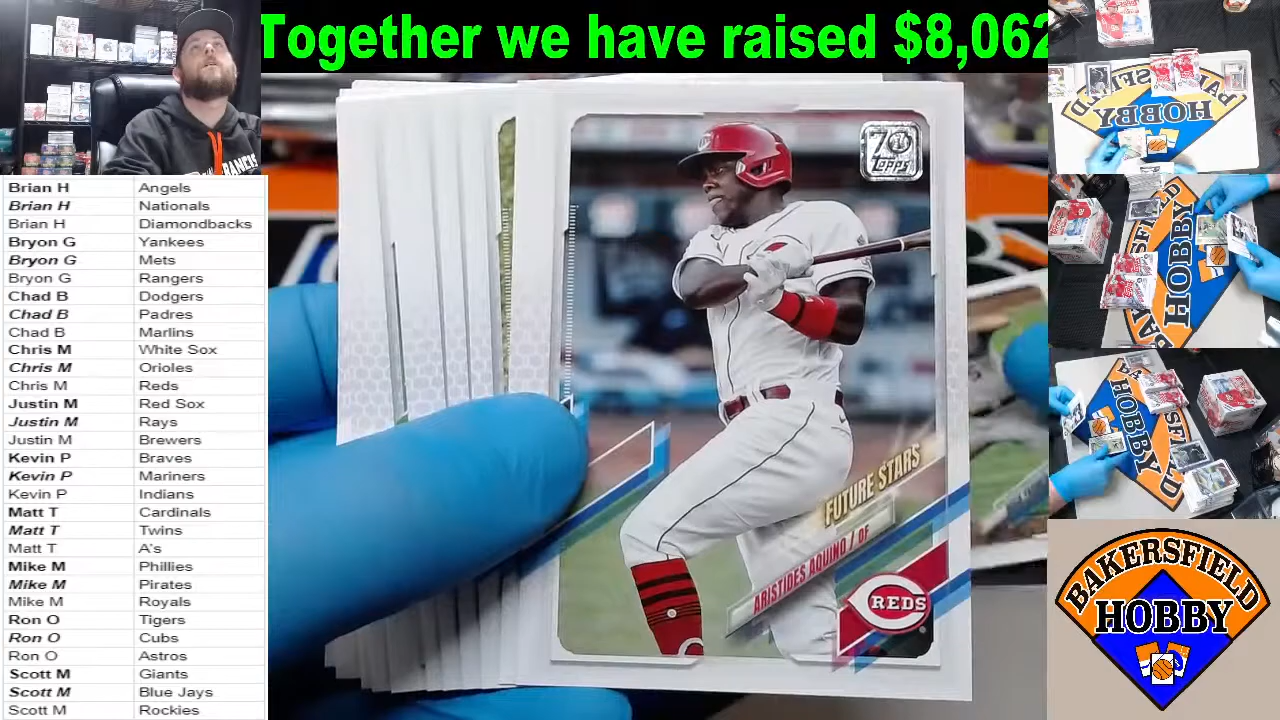 Together we have raised $8,062
Brian H Angels
Brian H Nationals
Brian H Diamondbacks
Bryon G Yankees
Bryon G Mets
Bryon G Rangers
Chad B Dodgers
Chad B Padres
Chad B Marlins
Chris M White Sox
Chris M Orioles
Chris M Reds
Justin M Red Sox
Justin M Rays
Justin M Brewers
Kevin P Braves
Kevin P Mariners
Kevin P Indians
Matt T Cardinals
Matt T Twins
Matt T A's
Mike M Phillies
Mike M Pirates
Mike M Royals
Ron O Tigers
Ron O Cubs
Ron O Astros
Scott M Giants
Scott M Blue Jays
Scott M Rockies
70
TOPPS
FUTURE STARS
ARISTIDES AQUINO / OF
REDS
HOBBY
HOBBY
HOBBY
BAKERSFIELD
HOBBY